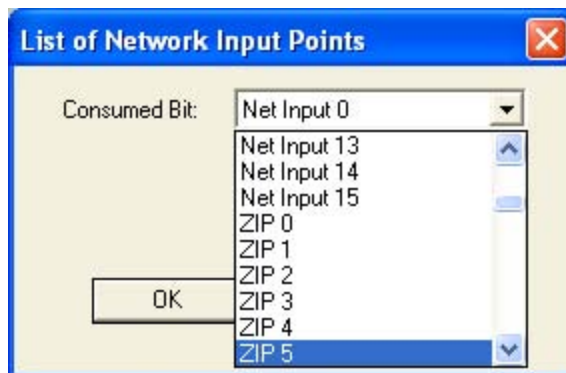 List of Network Input Points
Consumed Bit:
Net Input 0
Net Input 13
Net Input 14
Net Input 15
ZIP 0
ZIP 1
ZIP 2
ZIP 3
ZIP 4
ZIP 5
OK